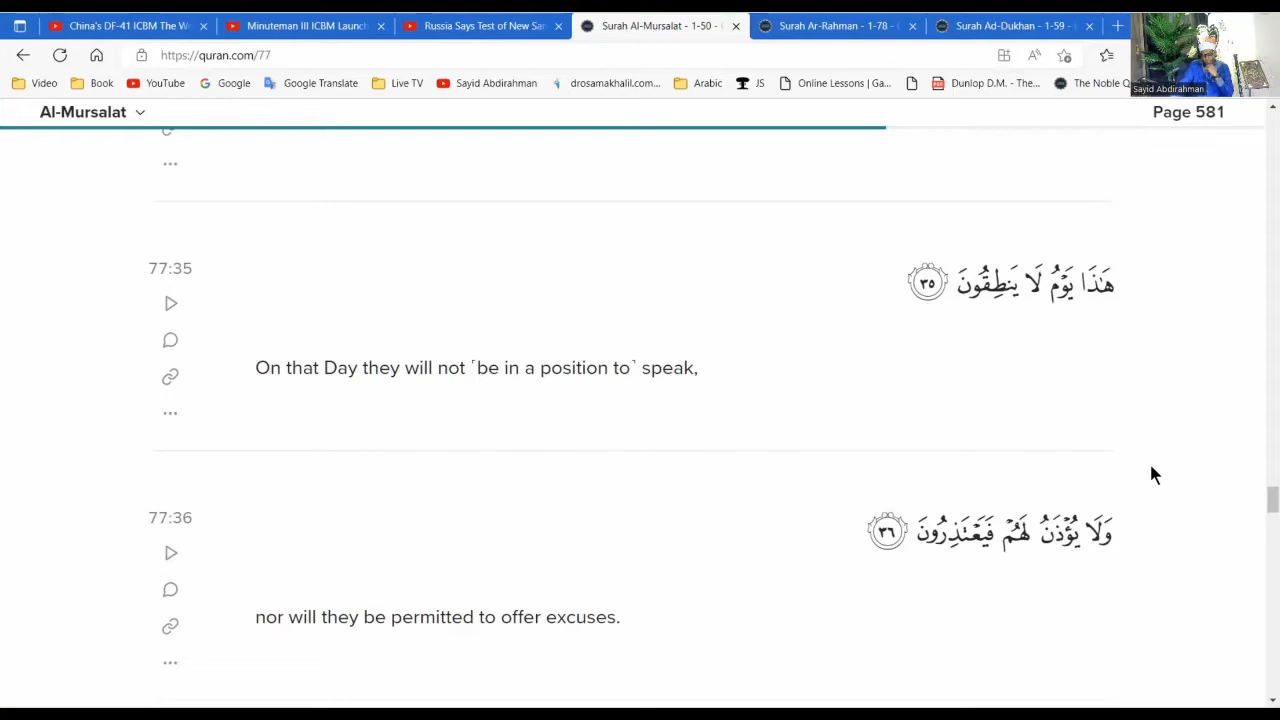 China's DF-41 ICBM The Wo
Minuteman III ICBM Launch
Russia Says Test of New Sar
Surah Al-Mursalat - 1-50 -
Surah Ar-Rahman - 1-78 -
Surah Ad-Dukhan - 1-59 -
https://quran.com/77
Video
Book
YouTube
Google
Google Translate
Live TV
Sayid Abdirahman
drosamakhalil.com...
Arabic
JS
Online Lessons | Ga...
Dunlop D.M. - The...
The Noble Q
Sayid Abdirahman
Al-Mursalat
Page 581
77:35
هَـٰذَا يَوْمُ لَا يَنطِقُونَ ٣٥
On that Day they will not ˹be in a position to˺ speak,
77:36
وَلَا يُؤْذَنُ لَهُمْ فَيَعْتَذِرُونَ ٣٦
nor will they be permitted to offer excuses.